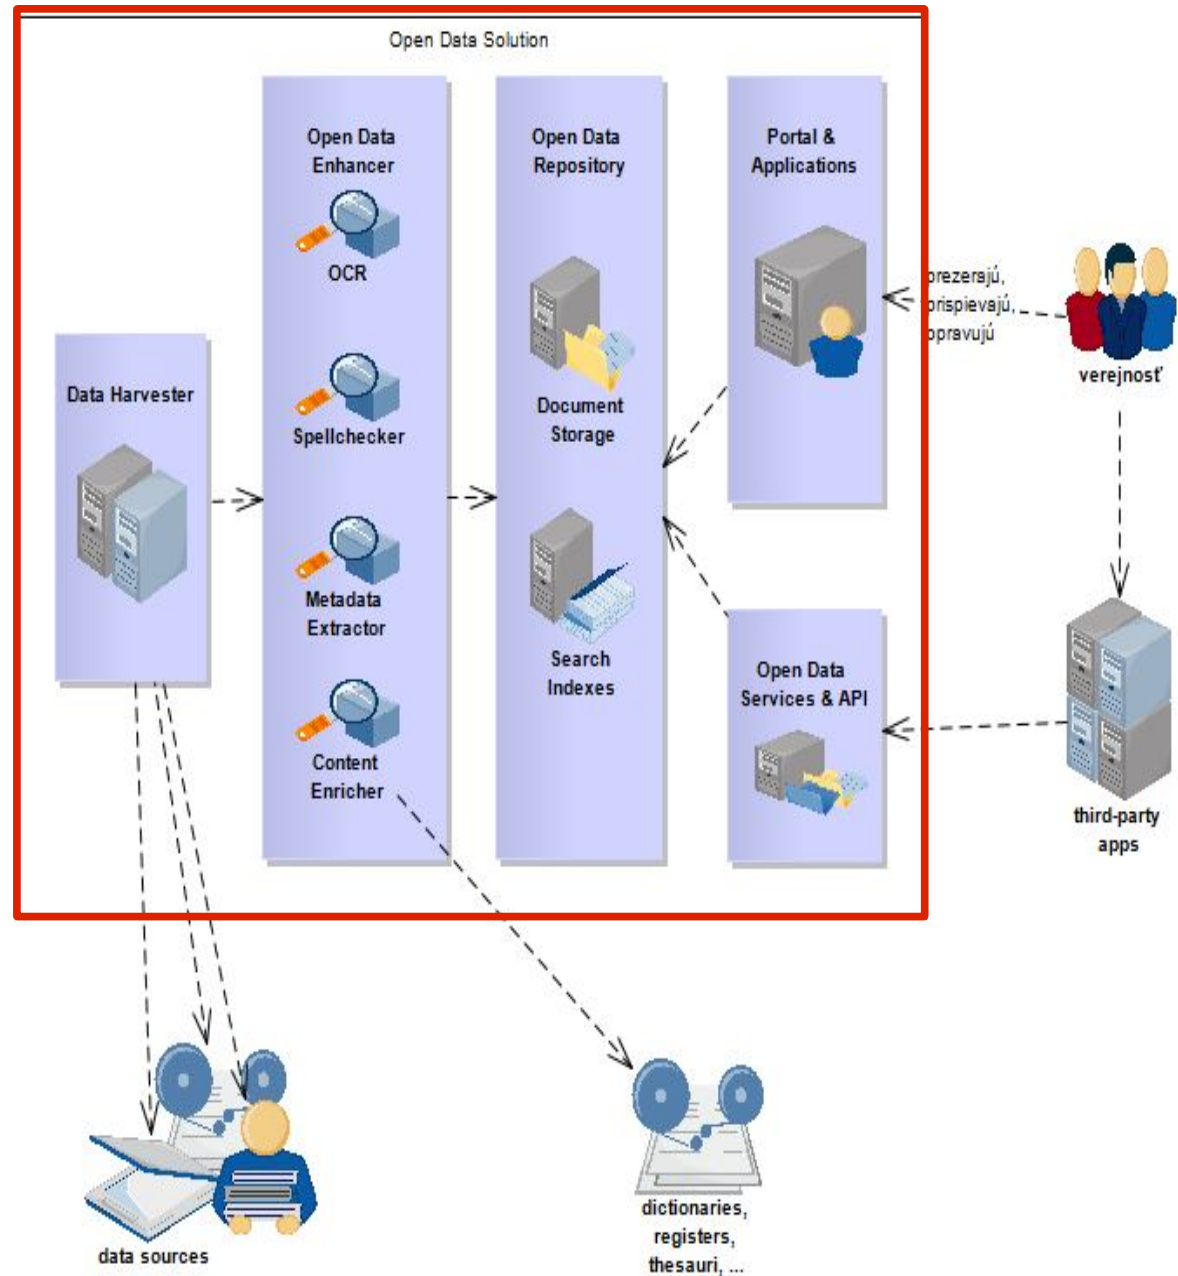 Open Data Solution
Open Data
Enhancer
OCR
Spellchecker
Metadata
Extractor
Content
Enricher
Open Data
Repository
Document
Storage
Search
Indexes
Portal &
Applications
Data Harvester
Open Data
Services & API
prezerajú,
prispievajú,
opravujú
verejnosť
third-party
apps
data sources
dictionaries,
registers,
thesauri, ...